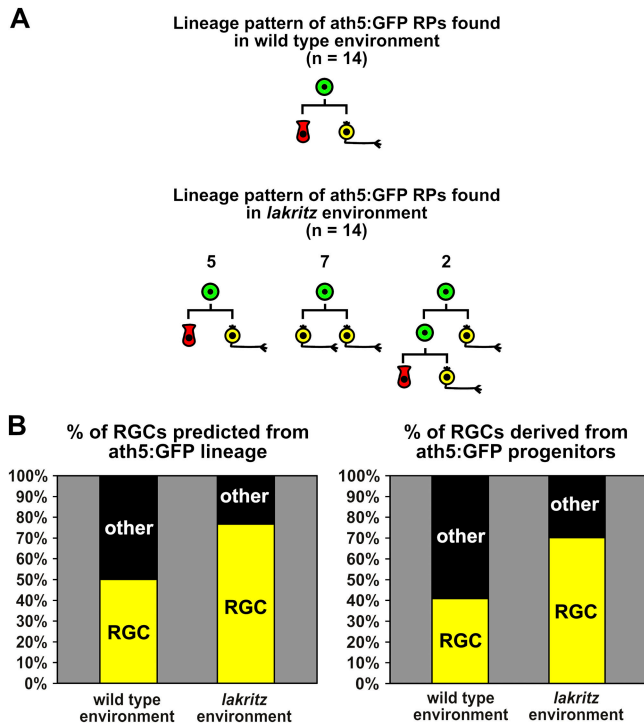 A
Lineage pattern of ath5:GFP RPs found
in wild type environment
(n = 14)
Lineage pattern of ath5:GFP RPs found
in lakritz environment
(n = 14)
5 7 2
B
% of RGCs predicted from
ath5:GFP lineage
100%
90%
80%
70%
60%
50%
40%
30%
20%
10%
0%
other
RGC
other
RGC
wild type
environment
lakritz
environment
% of RGCs derived from
ath5:GFP progenitors
100%
90%
80%
70%
60%
50%
40%
30%
20%
10%
0%
other
RGC
other
RGC
wild type
environment
lakritz
environment